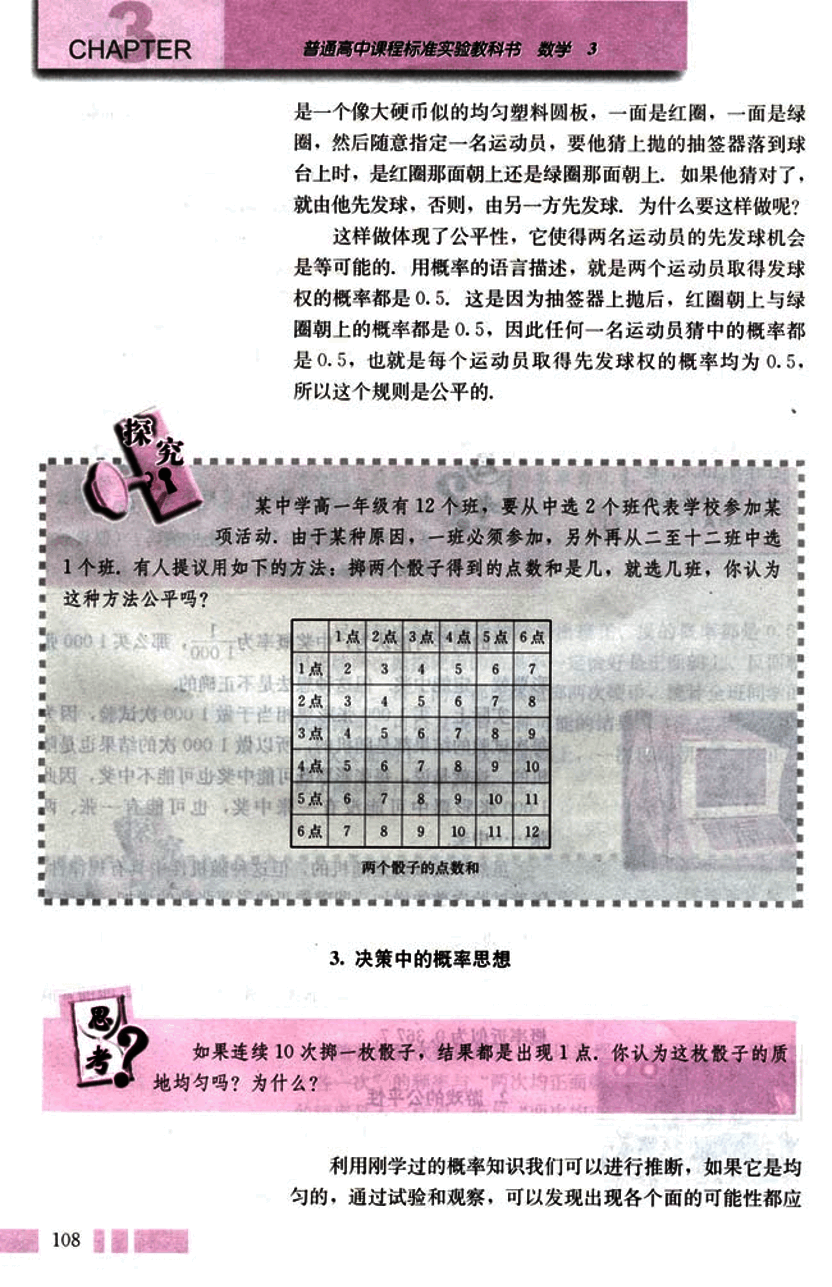 3
CHAPTER
普通高中课程标准实验教科书 数学 3
是一个像大硬币似的均匀塑料圆板，一面是红圈，一面是绿
圈，然后随意指定一名运动员，要他猜上抛的抽签器落到球
台上时，是红圈那面朝上还是绿圈那面朝上．如果他猜对了，
就由他先发球，否则，由另一方先发球．为什么要这样做呢？
这样做体现了公平性，它使得两名运动员的先发球机会
是等可能的．用概率的语言描述，就是两个运动员取得发球
权的概率都是 0.5．这是因为抽签器上抛后，红圈朝上与绿
圈朝上的概率都是 0.5，因此任何一名运动员猜中的概率都
是 0.5，也就是每个运动员取得先发球权的概率均为 0.5，
所以这个规则是公平的．
探究
某中学高一年级有 12 个班，要从中选 2 个班代表学校参加某
项活动．由于某种原因，一班必须参加，另外再从二至十二班中选
1 个班．有人提议用如下的方法：掷两个骰子得到的点数和是几，就选几班，你认为
这种方法公平吗？
1点 2点 3点 4点 5点 6点
1点 2 3 4 5 6 7
2点 3 4 5 6 7 8
3点 4 5 6 7 8 9
4点 5 6 7 8 9 10
5点 6 7 8 9 10 11
6点 7 8 9 10 11 12
两个骰子的点数和
3. 决策中的概率思想
思考
如果连续 10 次掷一枚骰子，结果都是出现 1 点．你认为这枚骰子的质
地均匀吗？为什么？
利用刚学过的概率知识我们可以进行推断，如果它是均
匀的，通过试验和观察，可以发现出现各个面的可能性都应
108